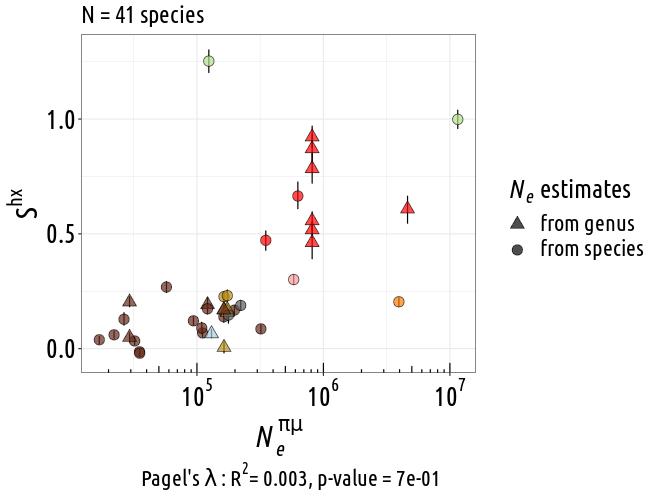 N = 41 species
S^hx
1.0
0.5
0.0
10^5 10^6 10^7
N_e^πμ
Pagel's λ : R^2 = 0.003, p-value = 7e-01
N_e estimates
from genus
from species